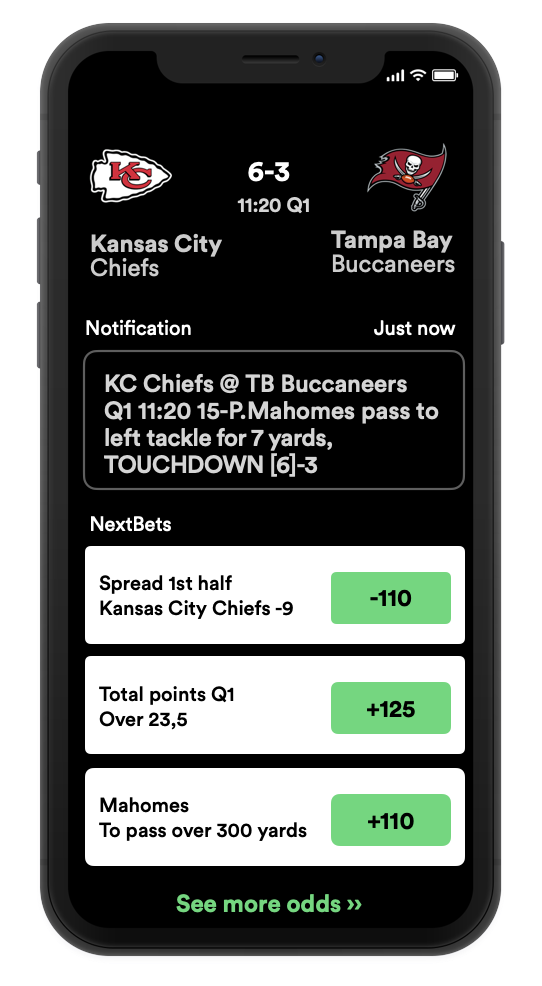 KC
6-3
11:20 Q1
Kansas City
Chiefs
Tampa Bay
Buccaneers
Notification
Just now
KC Chiefs @ TB Buccaneers
Q1 11:20 15-P.Mahomes pass to
left tackle for 7 yards,
TOUCHDOWN [6]-3
NextBets
Spread 1st half
Kansas City Chiefs -9
-110
Total points Q1
Over 23,5
+125
Mahomes
To pass over 300 yards
+110
See more odds ››